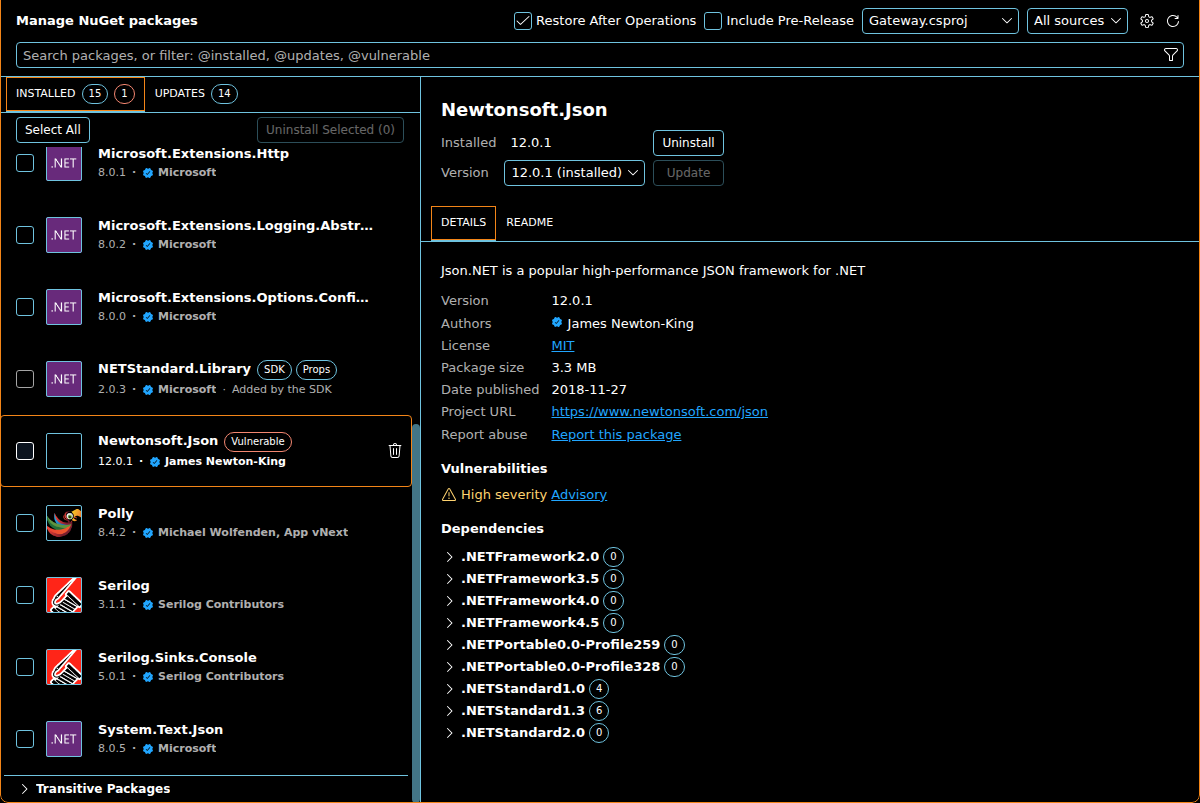 Manage NuGet packages
Restore After Operations
Include Pre-Release
Gateway.csproj
All sources
Search packages, or filter: @installed, @updates, @vulnerable
INSTALLED 15 1
UPDATES 14
Select All
Uninstall Selected (0)
.NET
Microsoft.Extensions.Http
8.0.1 · Microsoft
.NET
Microsoft.Extensions.Logging.Abstr...
8.0.2 · Microsoft
.NET
Microsoft.Extensions.Options.Confi...
8.0.0 · Microsoft
.NET
NETStandard.Library SDK Props
2.0.3 · Microsoft · Added by the SDK
Newtonsoft.Json Vulnerable
12.0.1 · James Newton-King
Polly
8.4.2 · Michael Wolfenden, App vNext
Serilog
3.1.1 · Serilog Contributors
Serilog.Sinks.Console
5.0.1 · Serilog Contributors
.NET
System.Text.Json
8.0.5 · Microsoft
Transitive Packages
Newtonsoft.Json
Installed 12.0.1 Uninstall
Version 12.0.1 (installed) Update
DETAILS README
Json.NET is a popular high-performance JSON framework for .NET
Version 12.0.1
Authors James Newton-King
License MIT
Package size 3.3 MB
Date published 2018-11-27
Project URL https://www.newtonsoft.com/json
Report abuse Report this package
Vulnerabilities
High severity Advisory
Dependencies
.NETFramework2.0 0
.NETFramework3.5 0
.NETFramework4.0 0
.NETFramework4.5 0
.NETPortable0.0-Profile259 0
.NETPortable0.0-Profile328 0
.NETStandard1.0 4
.NETStandard1.3 6
.NETStandard2.0 0